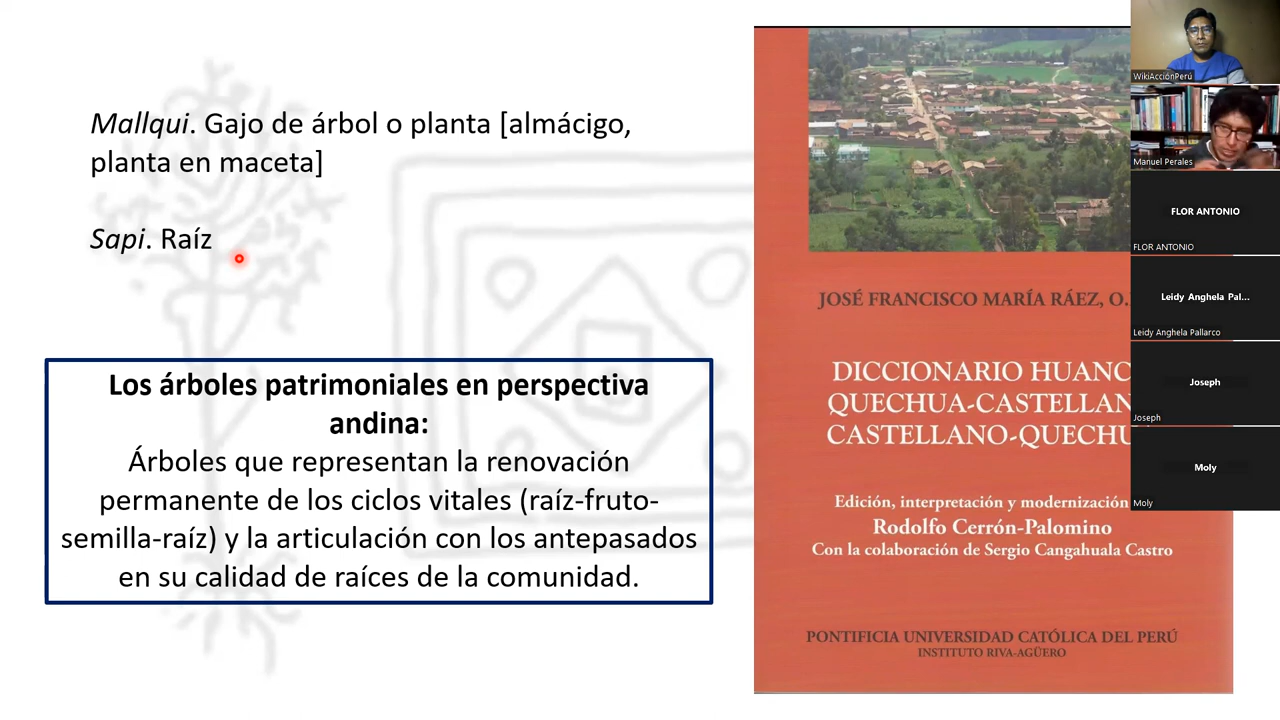 Mallqui. Gajo de árbol o planta [almácigo,
planta en maceta]
Sapi. Raíz
Los árboles patrimoniales en perspectiva
andina:
Árboles que representan la renovación
permanente de los ciclos vitales (raíz-fruto-
semilla-raíz) y la articulación con los antepasados
en su calidad de raíces de la comunidad.
JOSÉ FRANCISCO MARÍA RÁEZ, O.
DICCIONARIO HUANC
QUECHUA-CASTELLAN
CASTELLANO-QUECHU
Edición, interpretación y modernización
Rodolfo Cerrón-Palomino
Con la colaboración de Sergio Cangahuala Castro
PONTIFICIA UNIVERSIDAD CATÓLICA DEL PERÚ
INSTITUTO RIVA-AGÜERO
WikiAcciónPerú
Manuel Perales
FLOR ANTONIO
FLOR ANTONIO
Leidy Anghela Pal...
Leidy Anghela Pallarco
Joseph
Joseph
Moly
Moly